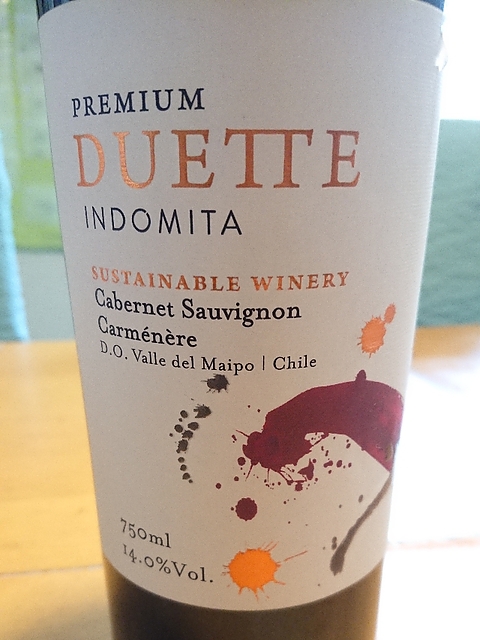 PREMIUM
DUETTE
INDOMITA
SUSTAINABLE WINERY
Cabernet Sauvignon
Carménère
D.O. Valle del Maipo | Chile
750ml
14.0%Vol.